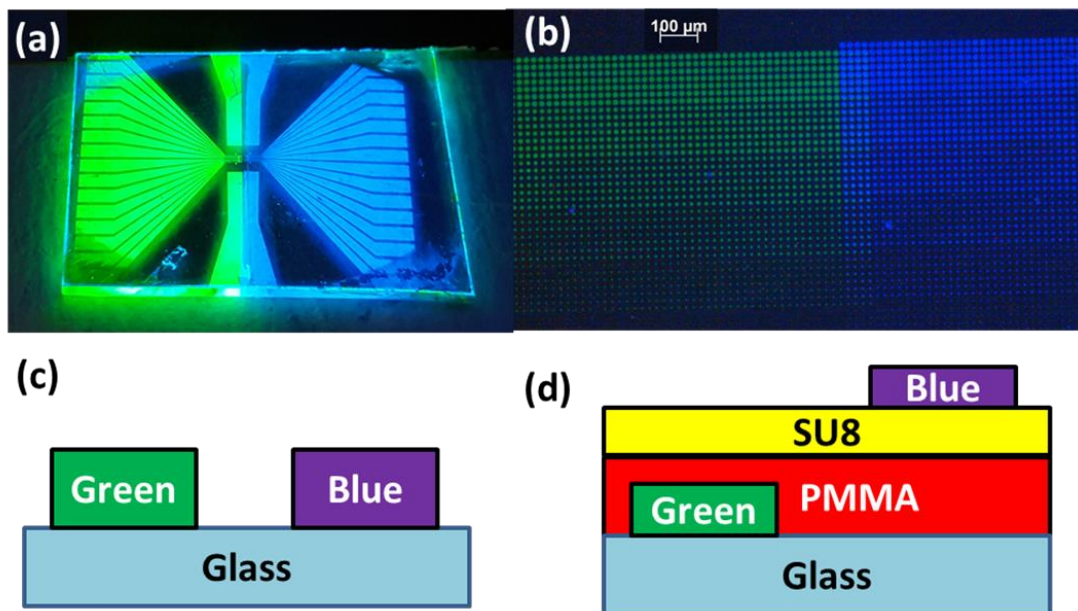 (a)
(b)
100 µm
(c)
Green
Blue
Glass
(d)
Blue
SU8
PMMA
Green
Glass